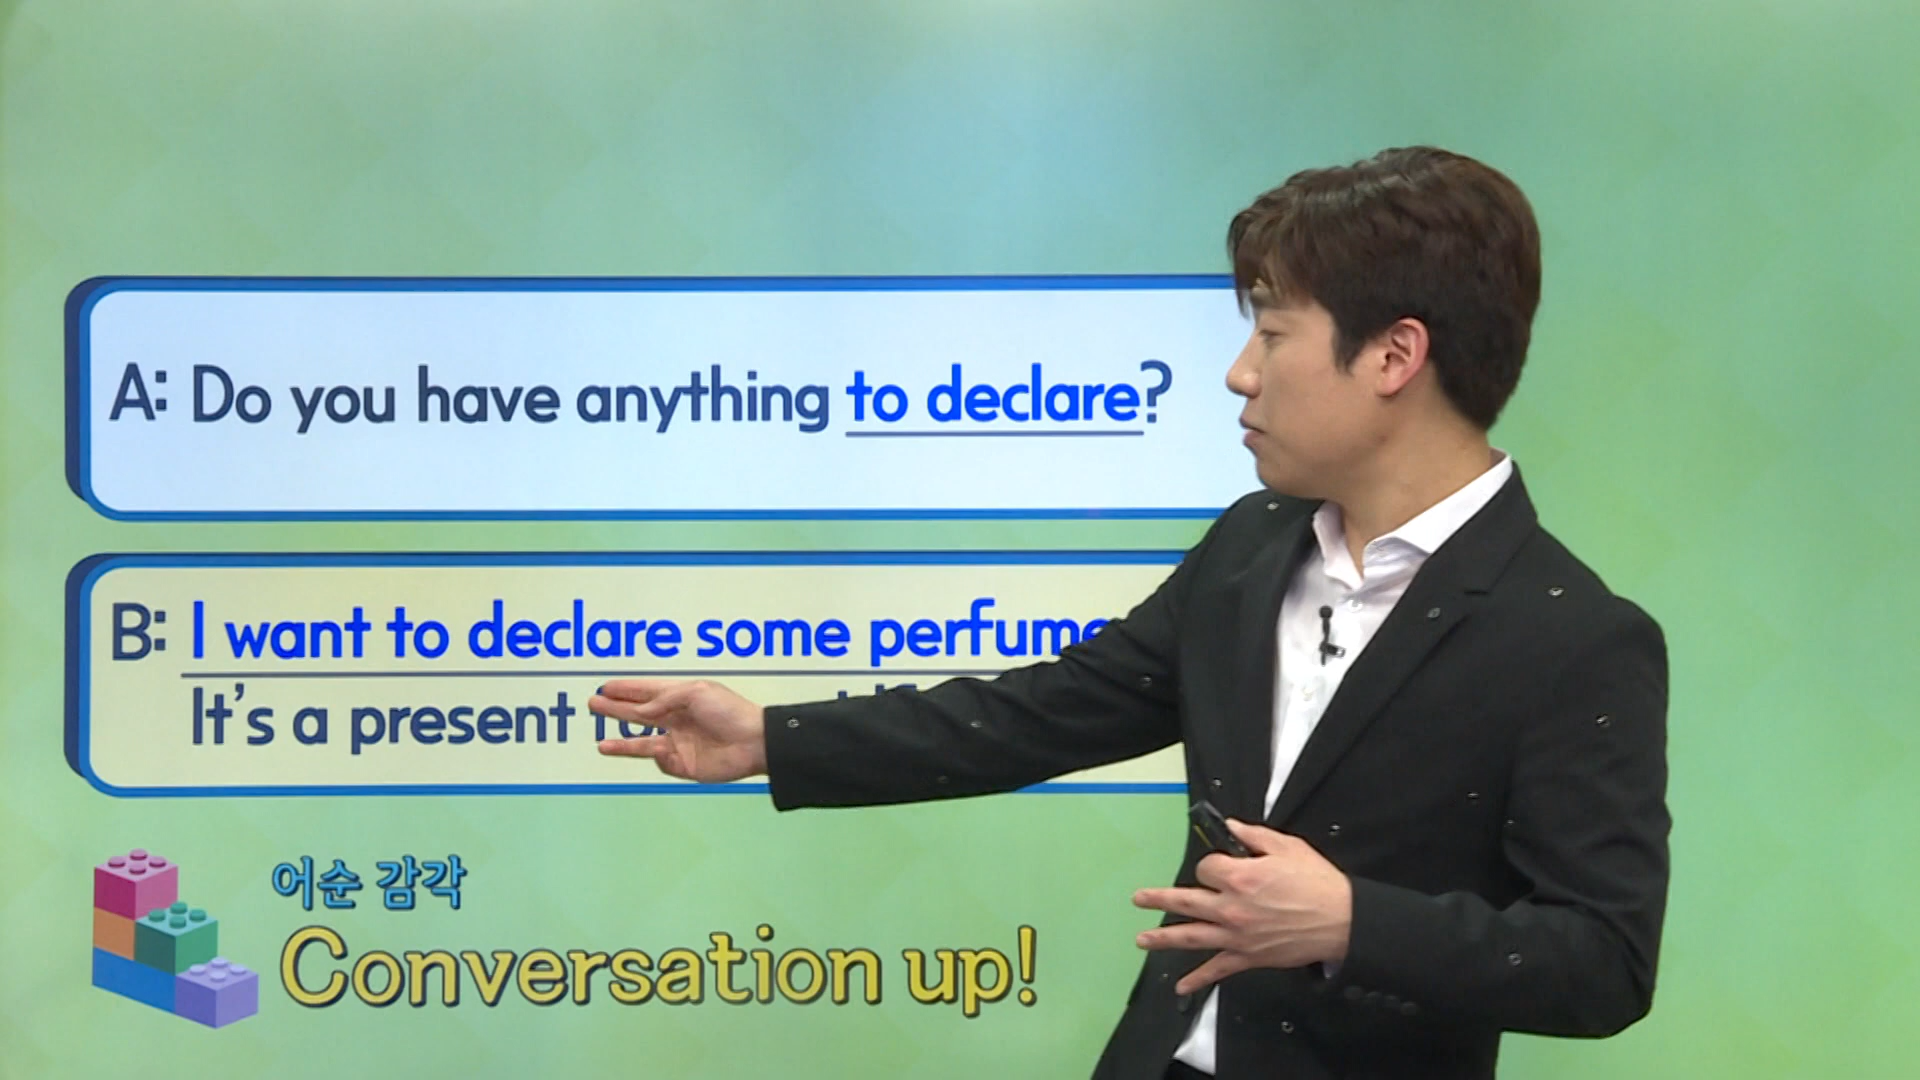 A: Do you have anything to declare?
B: I want to declare some perfume
It's a present
어순 감각
Conversation up!